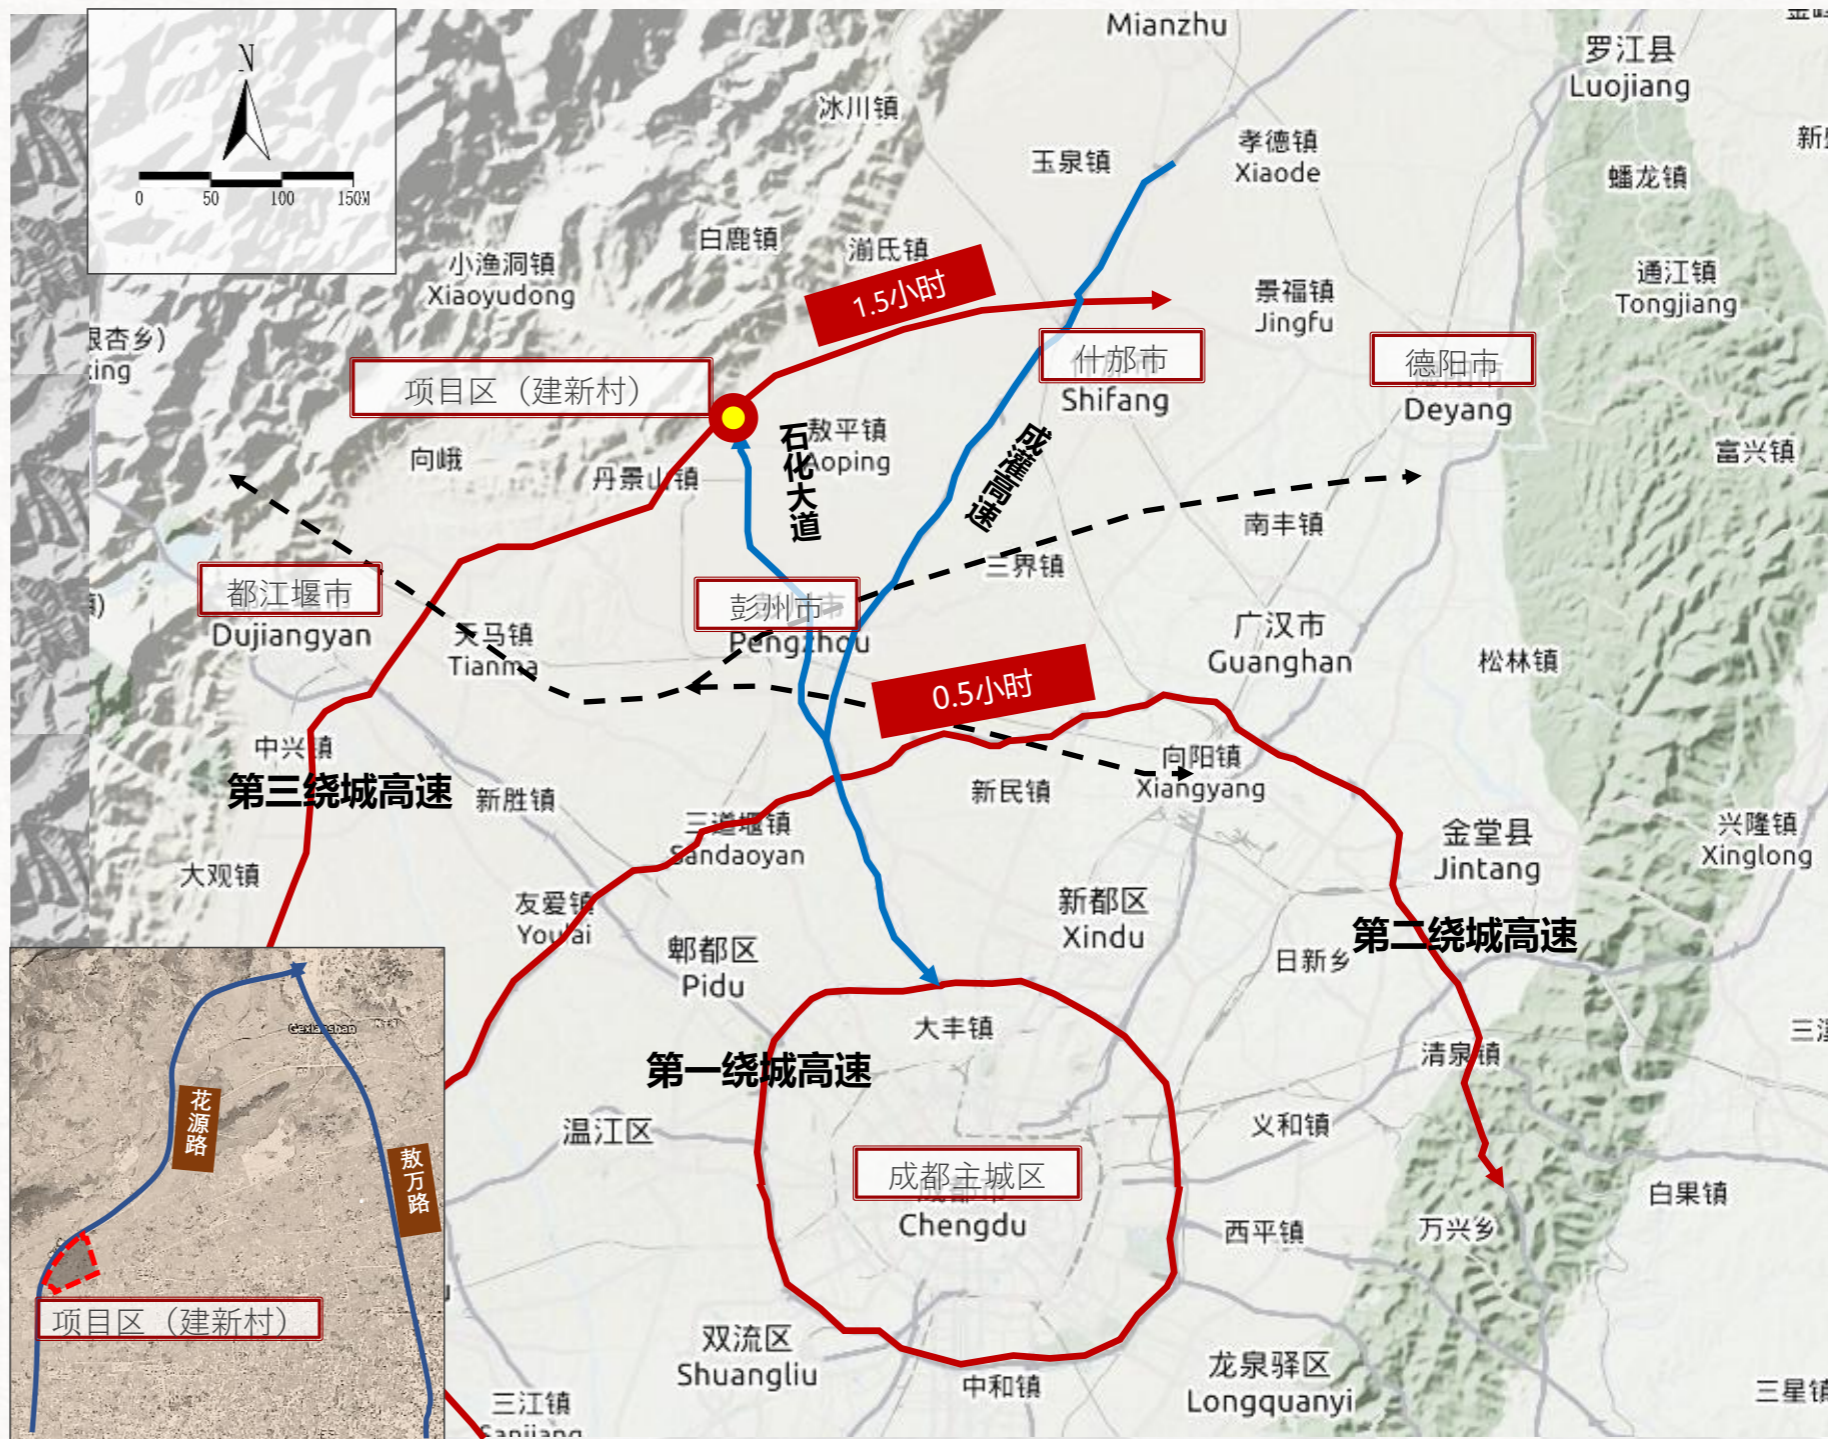 Mianzhu
罗江县
Luojiang
N
0 50 100 150M
冰川镇
玉泉镇
孝德镇
Xiaode
蟠龙镇
白鹿镇
湔氐镇
小渔洞镇
Xiaoyudong
通江镇
Tongjiang
1.5小时
景福镇
Jingfu
银杏乡)
什邡市
Shifang
德阳市
Deyang
项目区（建新村）
石化大道
敖平镇
Aoping
成灌高速
向峨
丹景山镇
富兴镇
南丰镇
三界镇
都江堰市
Dujiangyan
彭州市
Pengzhou
天马镇
Tianma
广汉市
Guanghan
松林镇
0.5小时
中兴镇
第三绕城高速
新胜镇
向阳镇
Xiangyang
新民镇
三道堰镇
Sandaoyan
金堂县
Jintang
兴隆镇
Xinglong
大观镇
友爱镇
Youai
新都区
Xindu
第二绕城高速
郫都区
Pidu
日新乡
大丰镇
第一绕城高速
清泉镇
Gexianshan
花源路
敖万路
温江区
义和镇
成都主城区
Chengdu
白果镇
西平镇
万兴乡
项目区（建新村）
双流区
Shuangliu
龙泉驿区
Longquanyi
中和镇
三江镇
Sanjiang
三星镇